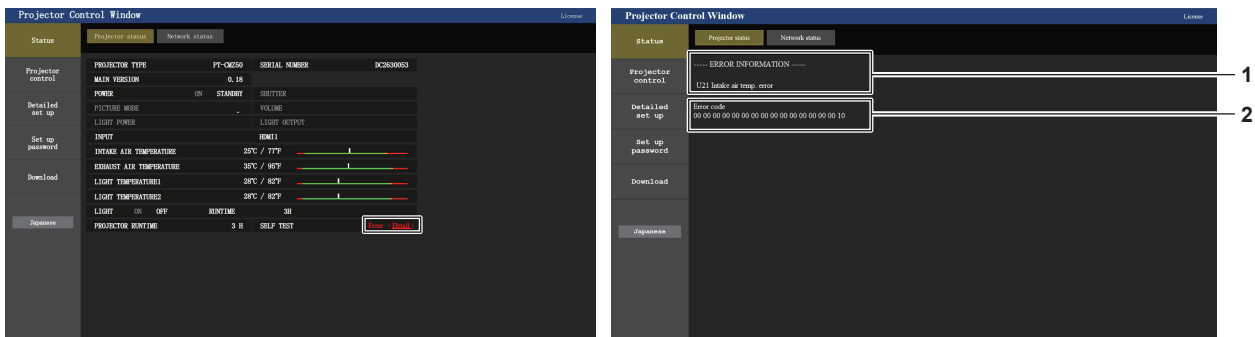 Projector Control Window License
Status
Projector status Network status
PROJECTOR TYPE PT-CMZ50 SERIAL NUMBER DC2630053
MAIN VERSION 0.18
POWER ON STANDBY SHUTTER
PICTURE MODE - VOLUME
LIGHT POWER LIGHT OUTPUT
INPUT HDMI1
INTAKE AIR TEMPERATURE 25°C / 77°F
EXHAUST AIR TEMPERATURE 35°C / 95°F
LIGHT TEMPERATURE1 28°C / 82°F
LIGHT TEMPERATURE2 28°C / 82°F
LIGHT ON OFF RUNTIME 3H
PROJECTOR RUNTIME 3 H SELF TEST Error (Detail)
Projector
control
Detailed
set up
Set up
password
Download
Japanese
Projector Control Window License
Status
Projector status Network status
----- ERROR INFORMATION -----
U21 Intake air temp. error
1
Error code
00 00 00 00 00 00 00 00 00 00 00 00 00 00 00 10
2
Projector
control
Detailed
set up
Set up
password
Download
Japanese